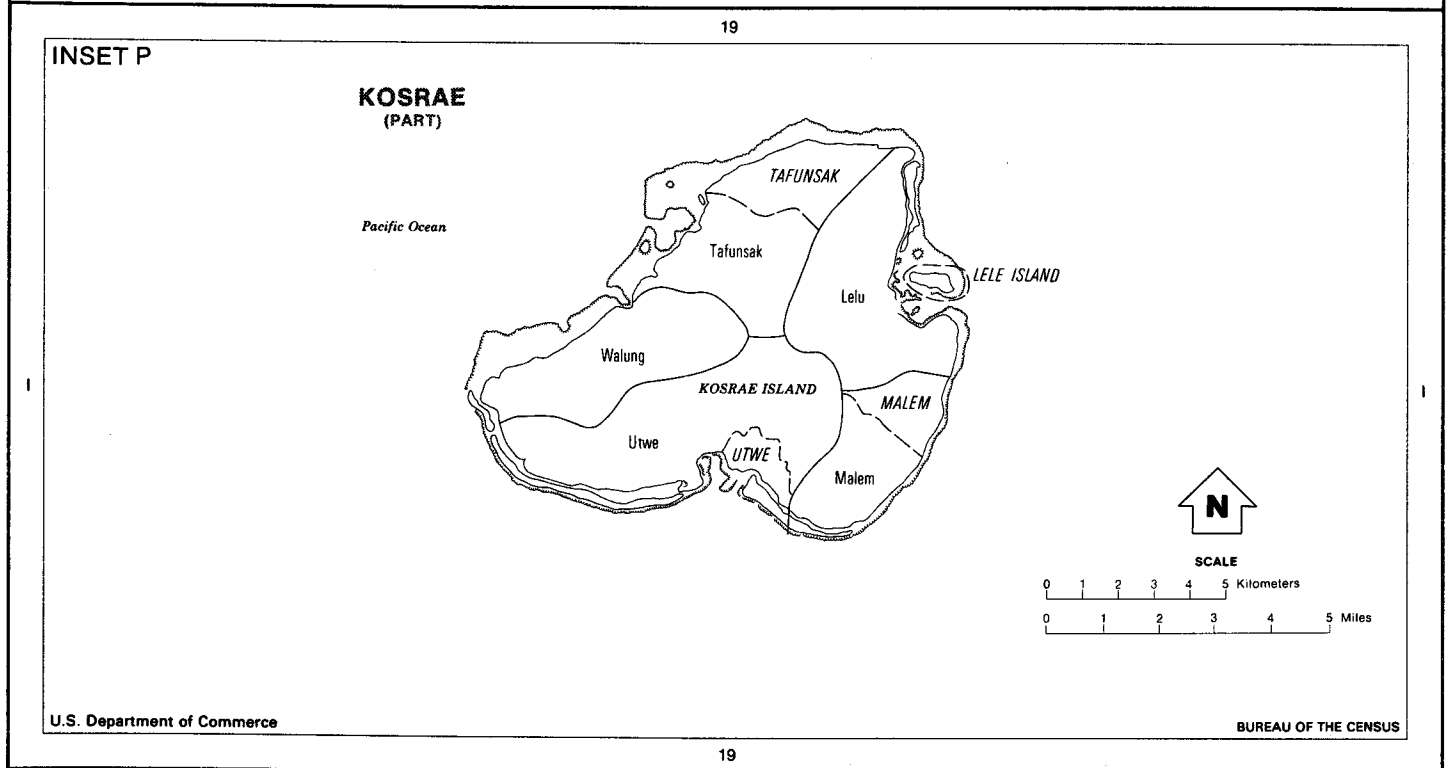 19
INSET P
KOSRAE
(PART)
TAFUNSAK
Pacific Ocean
Tafunsak
LELE ISLAND
Lelu
Walung
KOSRAE ISLAND
MALEM
Utwe
UTWE
Malem
N
SCALE
0 1 2 3 4 5 Kilometers
0 1 2 3 4 5 Miles
I
I
U.S. Department of Commerce
BUREAU OF THE CENSUS
19